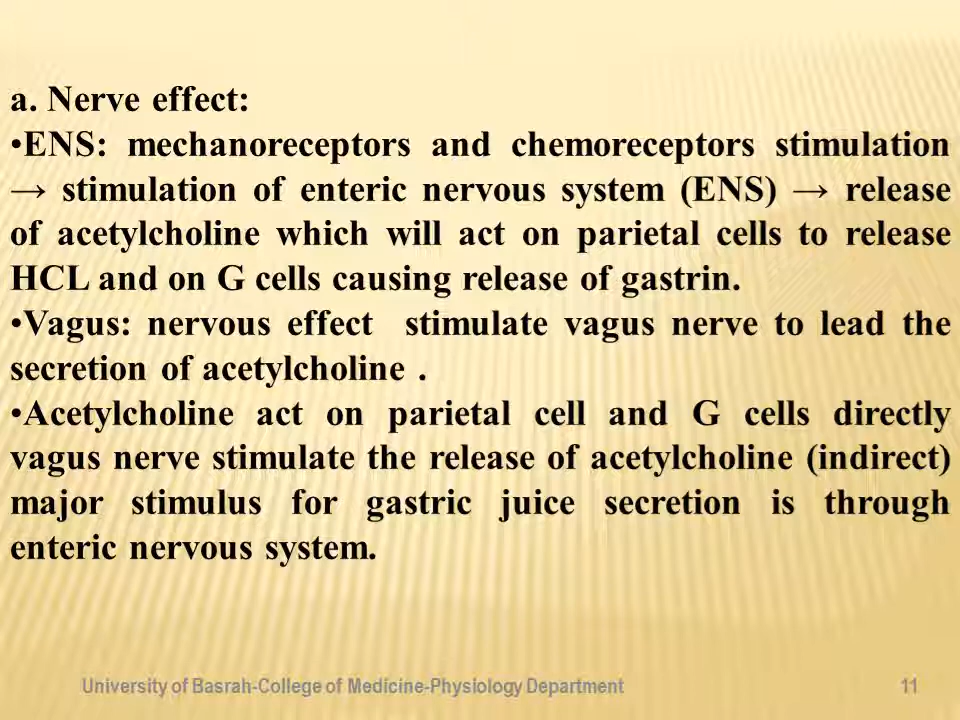 a. Nerve effect:
•ENS: mechanoreceptors and chemoreceptors stimulation
→ stimulation of enteric nervous system (ENS) → release
of acetylcholine which will act on parietal cells to release
HCL and on G cells causing release of gastrin.
•Vagus: nervous effect  stimulate vagus nerve to lead the
secretion of acetylcholine .
•Acetylcholine act on parietal cell and G cells directly
vagus nerve stimulate the release of acetylcholine (indirect)
major stimulus for gastric juice secretion is through
enteric nervous system.
University of Basrah-College of Medicine-Physiology Department 11